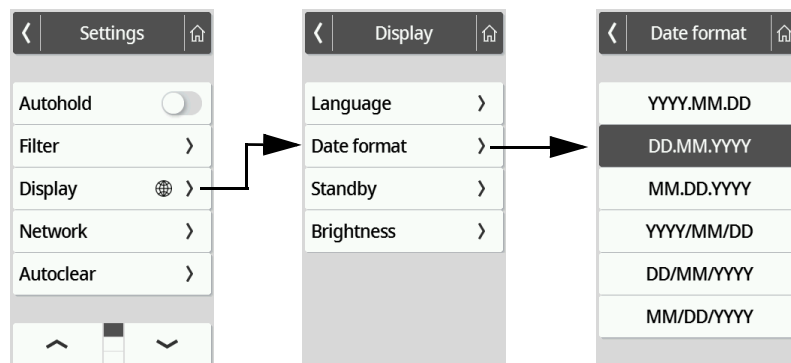 Settings
Autohold
Filter
Display
Network
Autoclear
Display
Language
Date format
Standby
Brightness
Date format
YYYY.MM.DD
DD.MM.YYYY
MM.DD.YYYY
YYYY/MM/DD
DD/MM/YYYY
MM/DD/YYYY